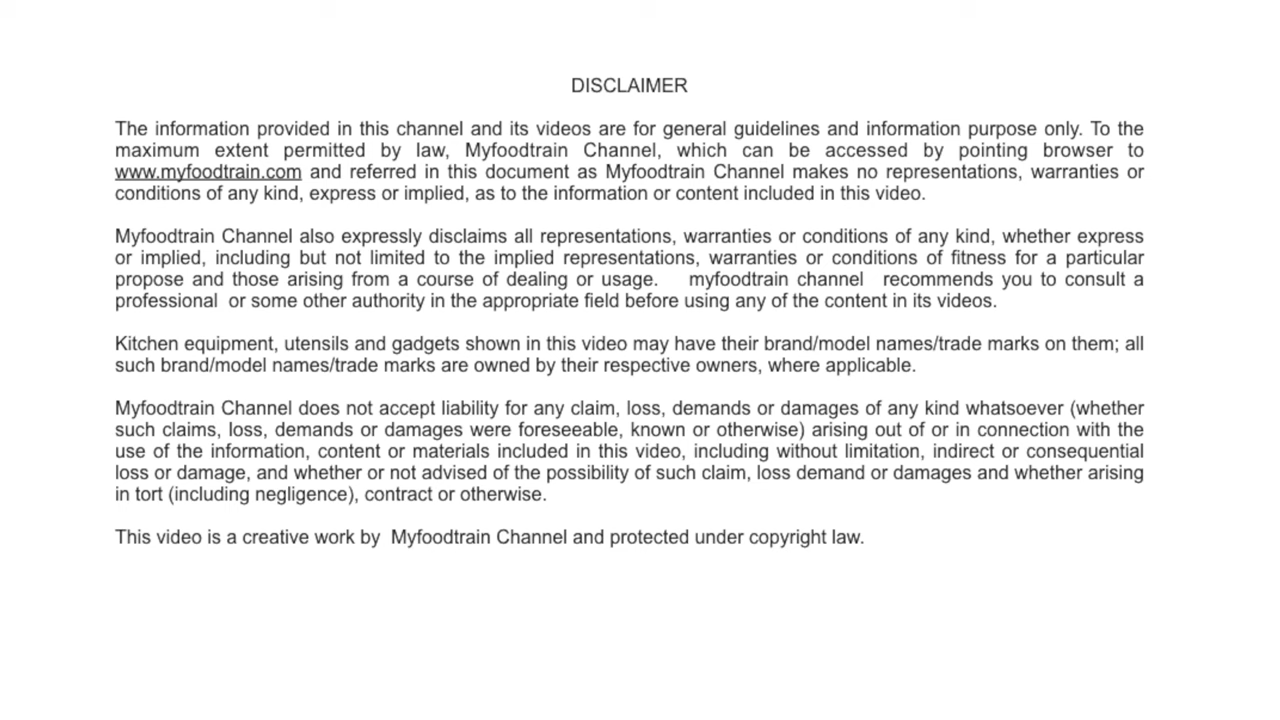 DISCLAIMER
The information provided in this channel and its videos are for general guidelines and information purpose only. To the
maximum extent permitted by law, Myfoodtrain Channel, which can be accessed by pointing browser to
www.myfoodtrain.com and referred in this document as Myfoodtrain Channel makes no representations, warranties or
conditions of any kind, express or implied, as to the information or content included in this video.
Myfoodtrain Channel also expressly disclaims all representations, warranties or conditions of any kind, whether express
or implied, including but not limited to the implied representations, warranties or conditions of fitness for a particular
propose and those arising from a course of dealing or usage. myfoodtrain channel recommends you to consult a
professional or some other authority in the appropriate field before using any of the content in its videos.
Kitchen equipment, utensils and gadgets shown in this video may have their brand/model names/trade marks on them; all
such brand/model names/trade marks are owned by their respective owners, where applicable.
Myfoodtrain Channel does not accept liability for any claim, loss, demands or damages of any kind whatsoever (whether
such claims, loss, demands or damages were foreseeable, known or otherwise) arising out of or in connection with the
use of the information, content or materials included in this video, including without limitation, indirect or consequential
loss or damage, and whether or not advised of the possibility of such claim, loss demand or damages and whether arising
in tort (including negligence), contract or otherwise.
This video is a creative work by Myfoodtrain Channel and protected under copyright law.